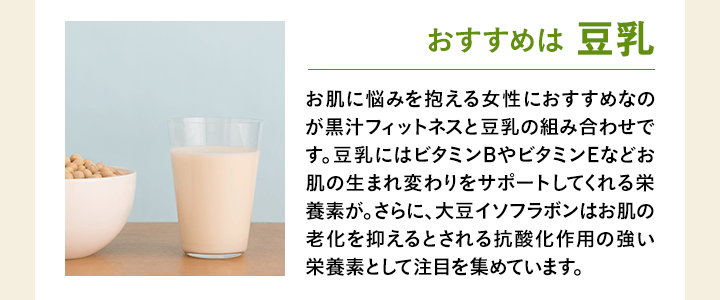 おすすめは 豆乳
お肌に悩みを抱える女性におすすめなの
が黒汁フィットネスと豆乳の組み合わせで
す。豆乳にはビタミンBやビタミンEなどお
肌の生まれ変わりをサポートしてくれる栄
養素が。さらに、大豆イソフラボンはお肌の
老化を抑えるとされる抗酸化作用の強い
栄養素として注目を集めています。